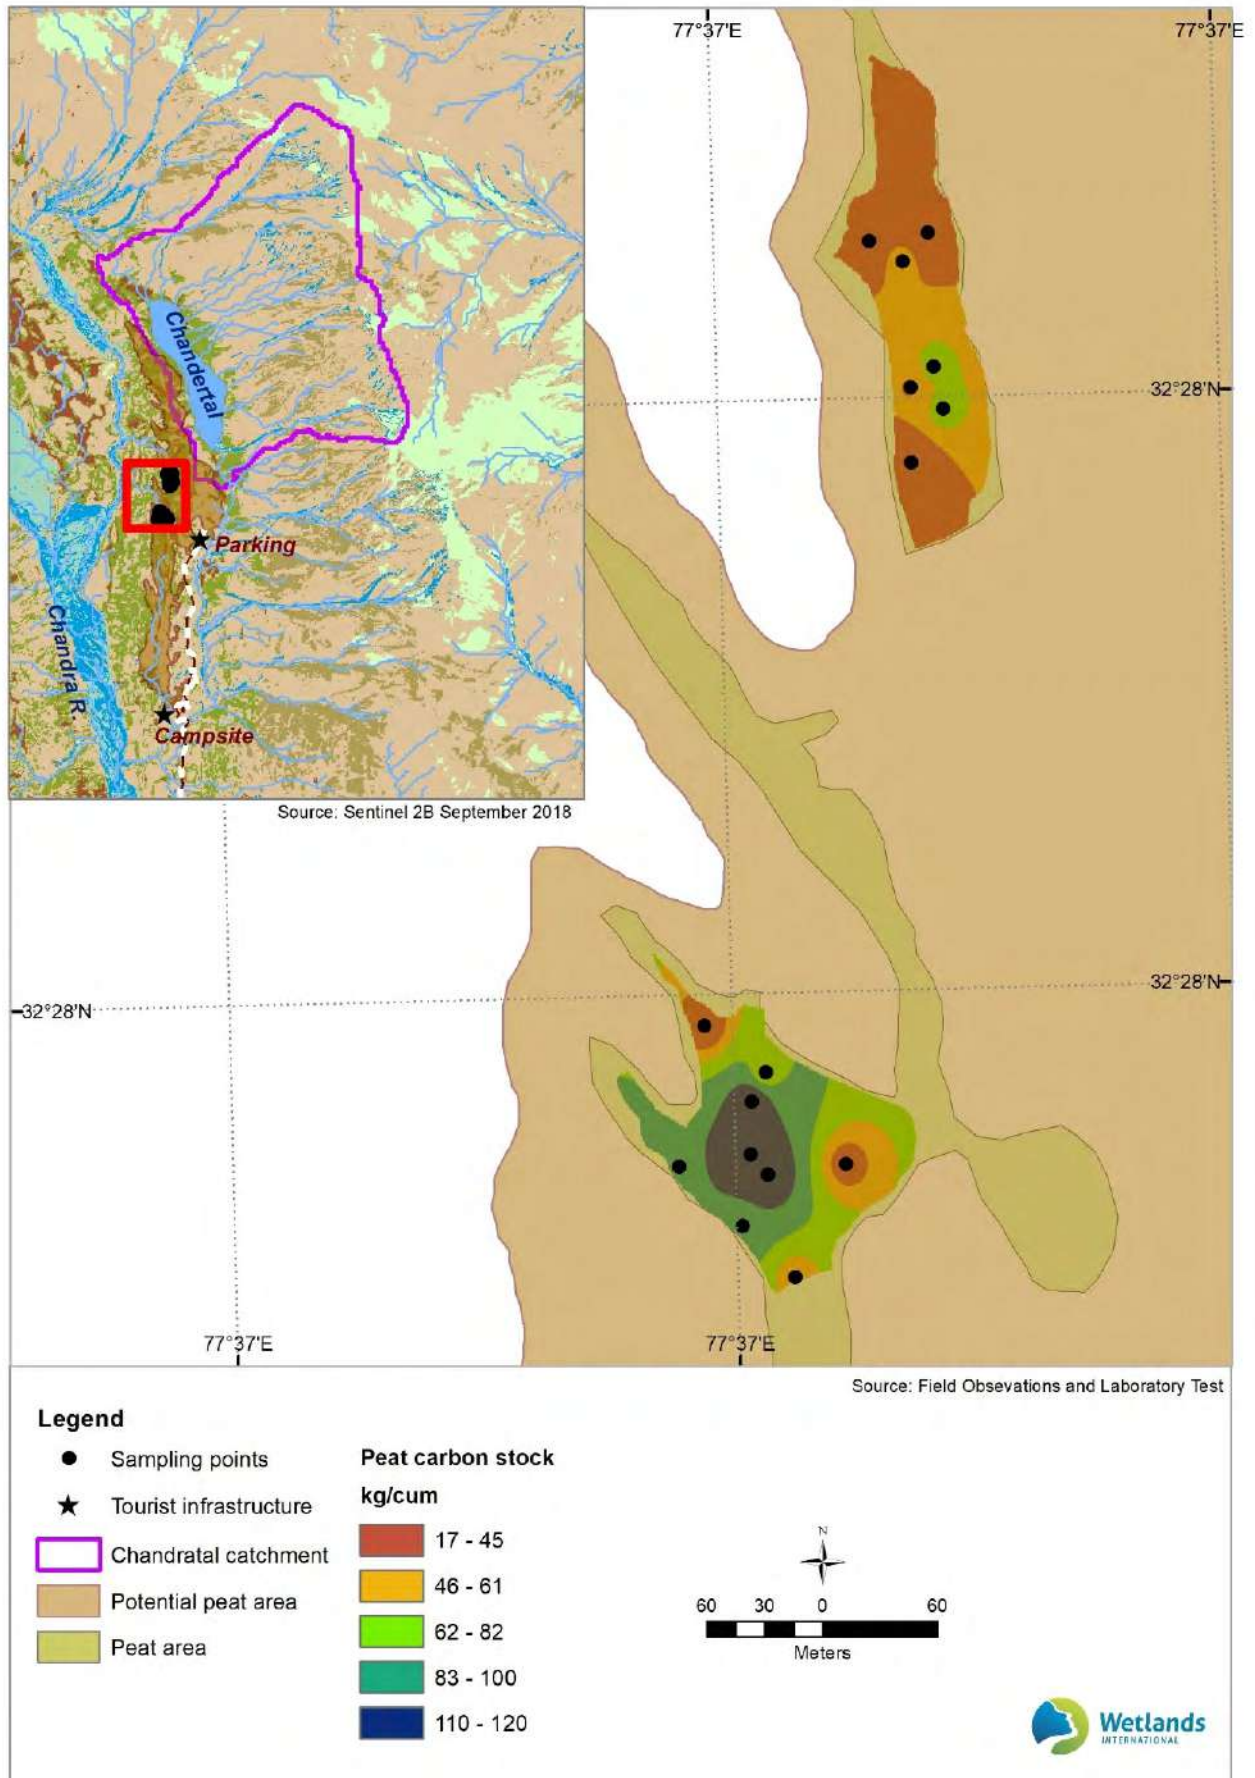 77°37'E
77°37'E
Chandertal
32°28'N
Parking
Chandra R.
Campsite
Source: Sentinel 2B September 2018
32°28'N
32°28'N
77°37'E
77°37'E
Source: Field Obsevations and Laboratory Test
Legend
Sampling points
Tourist infrastructure
Chandratal catchment
Potential peat area
Peat area
Peat carbon stock
kg/cum
17 - 45
46 - 61
62 - 82
83 - 100
110 - 120
N
60 30 0 60
Meters
Wetlands
INTERNATIONAL